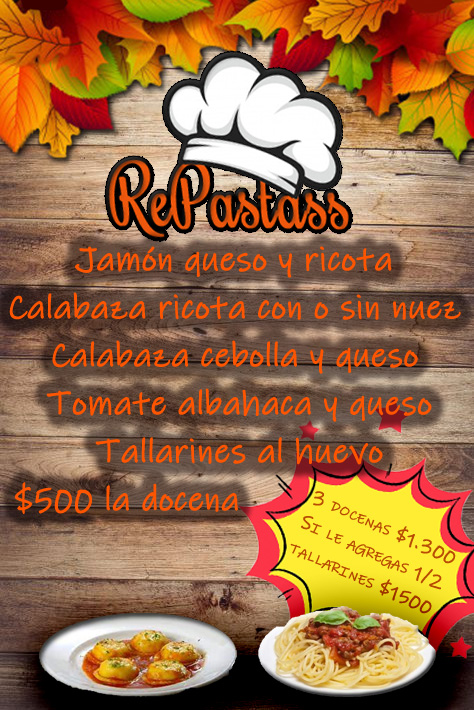 RePastass
Jamón queso y ricota
Calabaza ricota con o sin nuez
Calabaza cebolla y queso
Tomate albahaca y queso
Tallarines al huevo
$500 la docena
3 docenas $1.300
Si le agregas 1/2
tallarines $1500